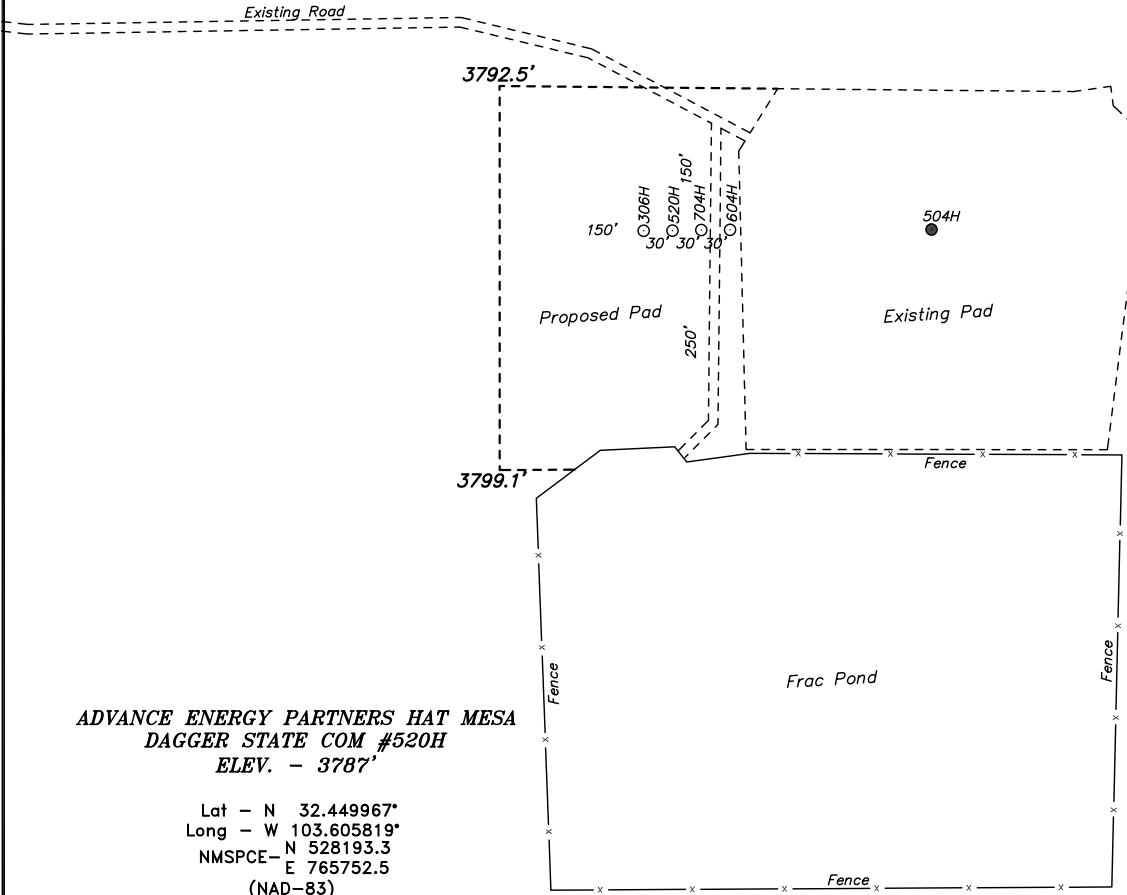 Existing Road
3792.5'
150'
306H
520H
704H
604H
504H
150'
30' 30' 30'
Proposed Pad
Existing Pad
250'
Fence
3799.1'
Fence
Fence
Frac Pond
ADVANCE ENERGY PARTNERS HAT MESA
DAGGER STATE COM #520H
ELEV. - 3787'
Lat - N 32.449967°
Long - W 103.605819°
NMSPCE- N 528193.3
E 765752.5
(NAD-83)
Fence